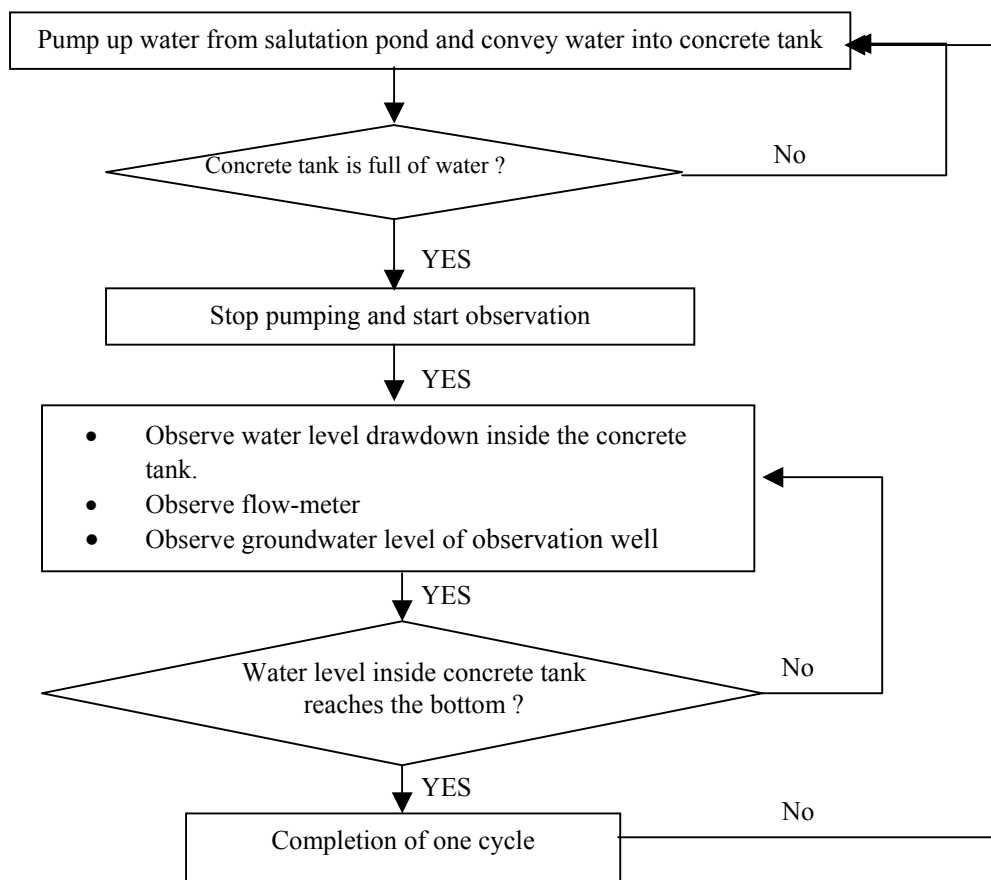 Pump up water from salutation pond and convey water into concrete tank
Concrete tank is full of water ?
No
YES
Stop pumping and start observation
YES
• Observe water level drawdown inside the concrete
tank.
• Observe flow-meter
• Observe groundwater level of observation well
YES
Water level inside concrete tank
reaches the bottom ?
No
YES
Completion of one cycle
No